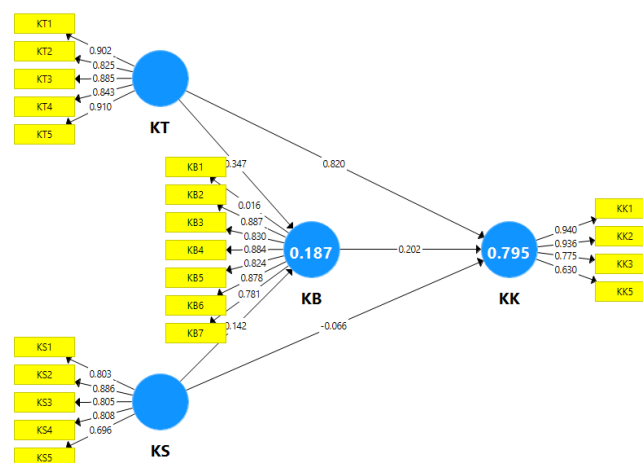 KT1
KT2
KT3
KT4
KT5
0.902
0.825
0.885
0.843
0.910
KT
0.347
0.820
KB1
KB2
KB3
KB4
KB5
KB6
KB7
0.016
0.887
0.830
0.884
0.824
0.878
0.781
0.187
KB
0.202
0.795
KK
0.940
0.936
0.775
0.630
KK1
KK2
KK3
KK5
0.142
-0.066
KS1
KS2
KS3
KS4
KS5
0.803
0.886
0.805
0.808
0.696
KS